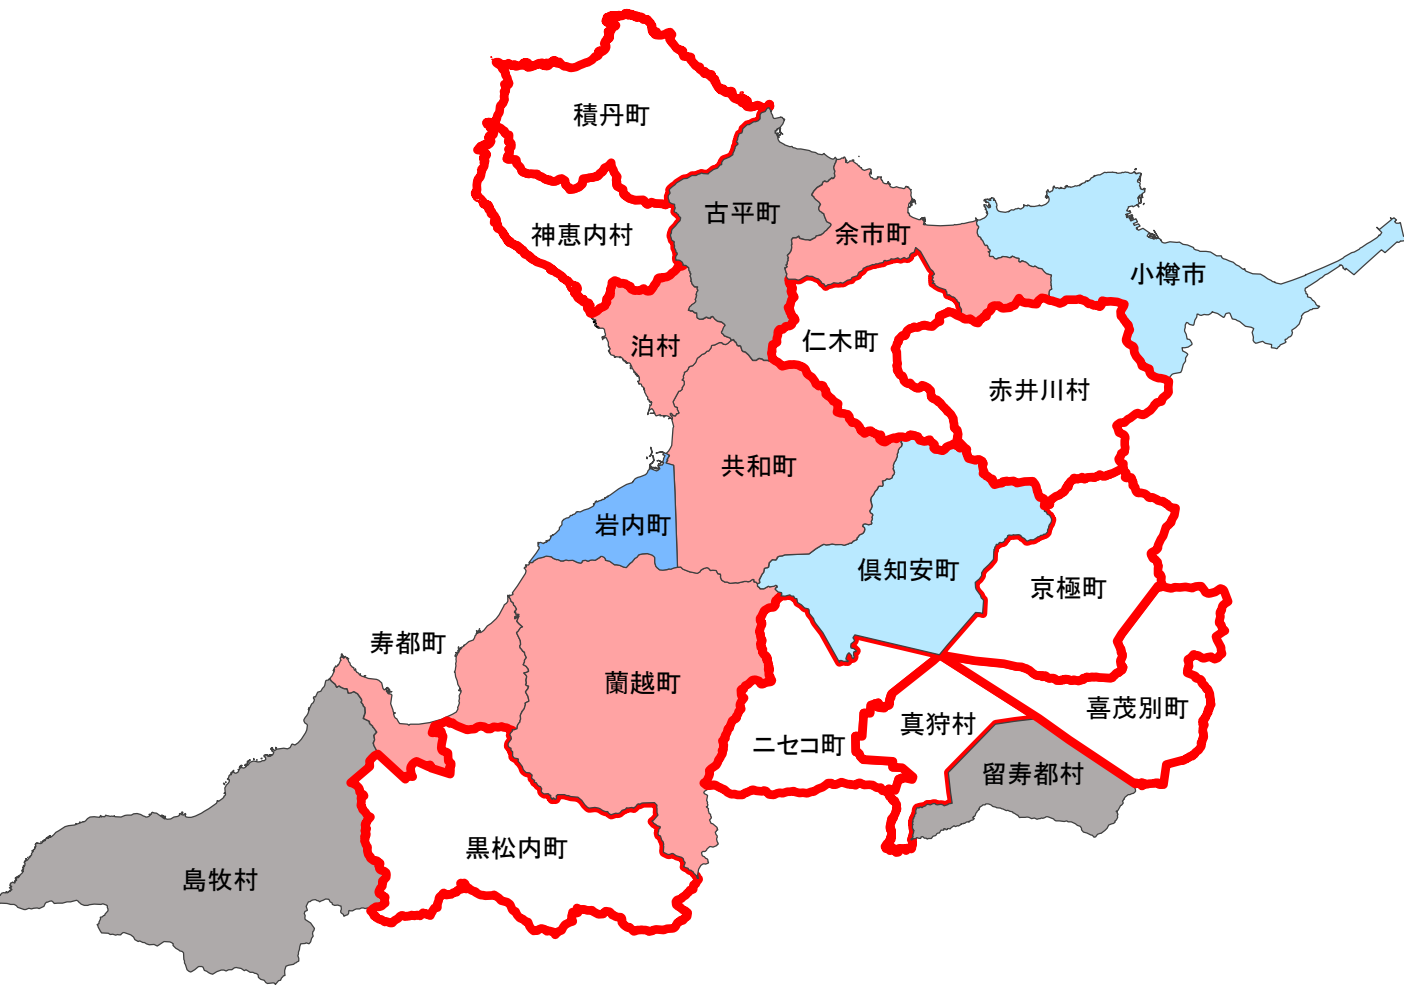 積丹町
古平町
神恵内村
余市町
小樽市
泊村
仁木町
赤井川村
共和町
岩内町
倶知安町
京極町
寿都町
蘭越町
喜茂別町
真狩村
ニセコ町
留寿都村
黒松内町
島牧村